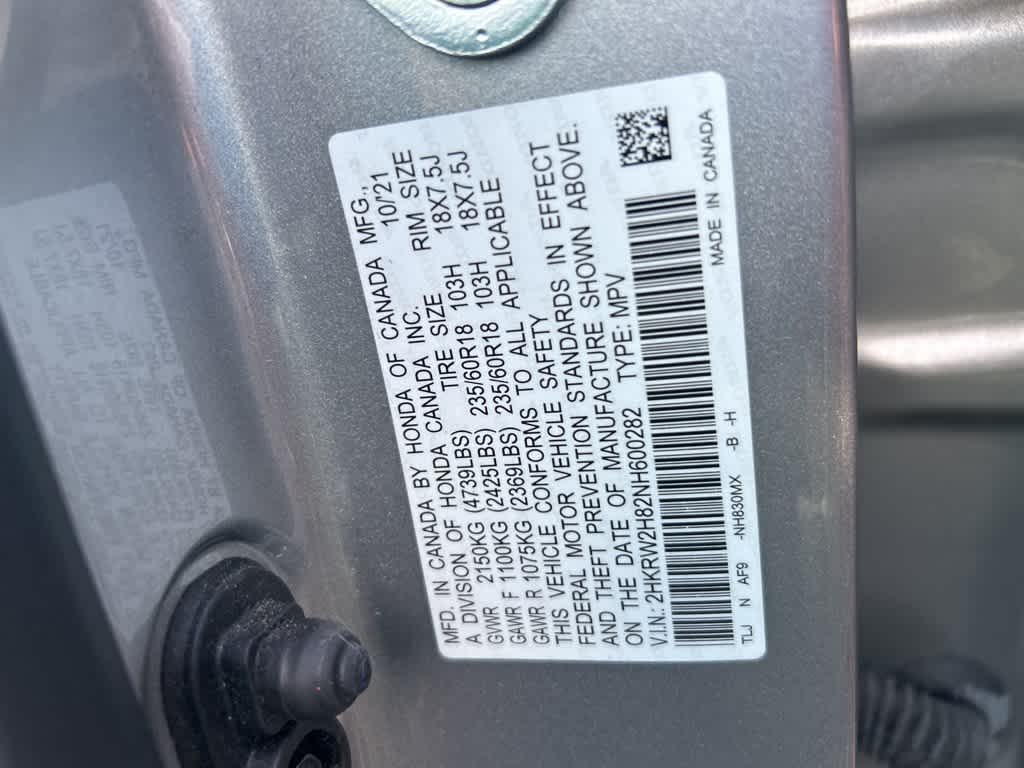 MFD. IN CANADA BY HONDA OF CANADA MFG.,
A DIVISION OF HONDA CANADA INC. 10/21
GVWR 2150KG (4739LBS) TIRE SIZE RIM SIZE
GAWR F 1100KG (2425LBS) 235/60R18 103H 18X7.5J
GAWR R 1075KG (2369LBS) 235/60R18 103H 18X7.5J
THIS VEHICLE CONFORMS TO ALL APPLICABLE
FEDERAL MOTOR VEHICLE SAFETY
AND THEFT PREVENTION STANDARDS IN EFFECT
ON THE DATE OF MANUFACTURE SHOWN ABOVE.
V.I.N.: 2HKRW2H82NH600282 TYPE: MPV
TLJ N AF9 -NH830MX -B -H MADE IN CANADA